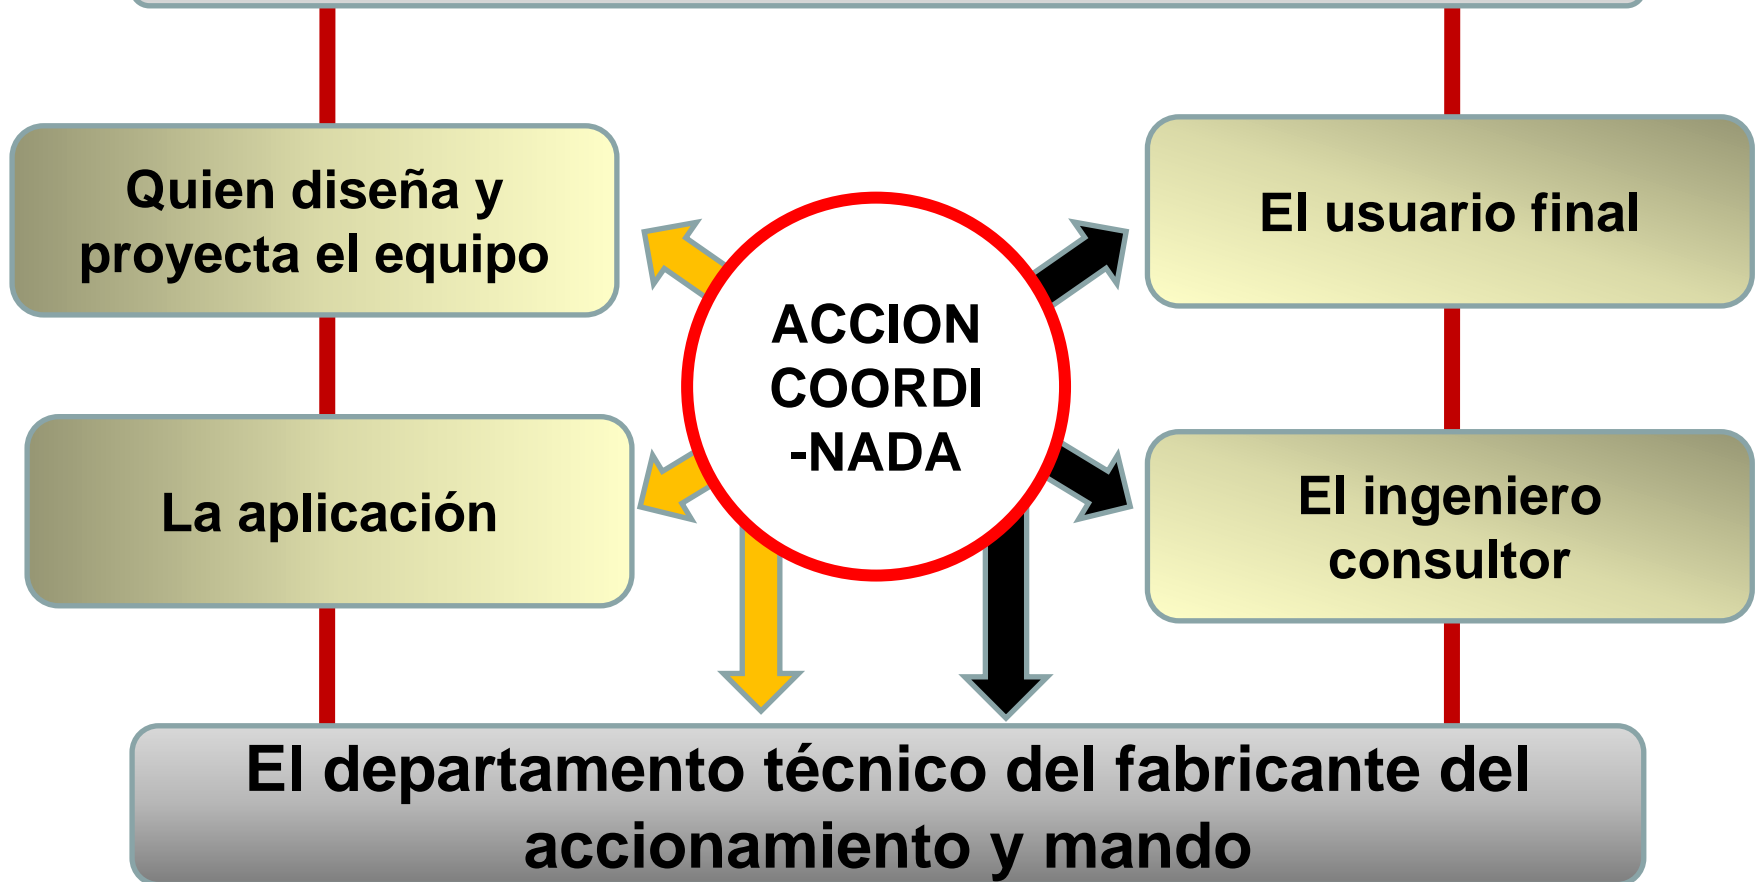 Quien diseña y
proyecta el equipo
El usuario final
ACCION
COORDI
-NADA
La aplicación
El ingeniero
consultor
El departamento técnico del fabricante del
accionamiento y mando